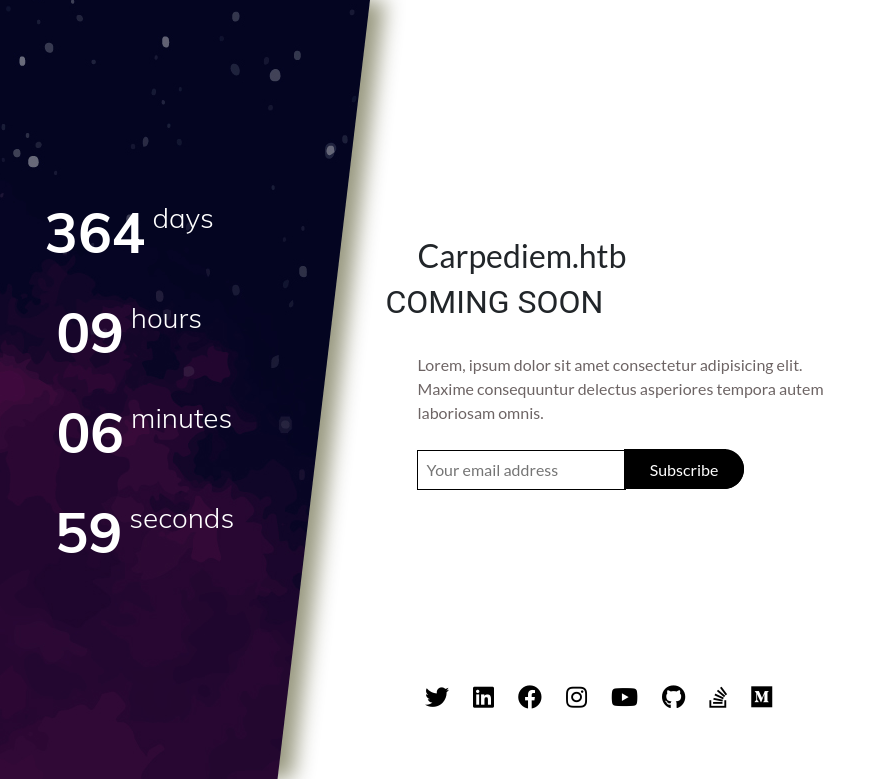 364 days
09 hours
06 minutes
59 seconds
Carpediem.htb
COMING SOON
Lorem, ipsum dolor sit amet consectetur adipisicing elit.
Maxime consequuntur delectus asperiores tempora autem
laboriosam omnis.
Your email address
Subscribe